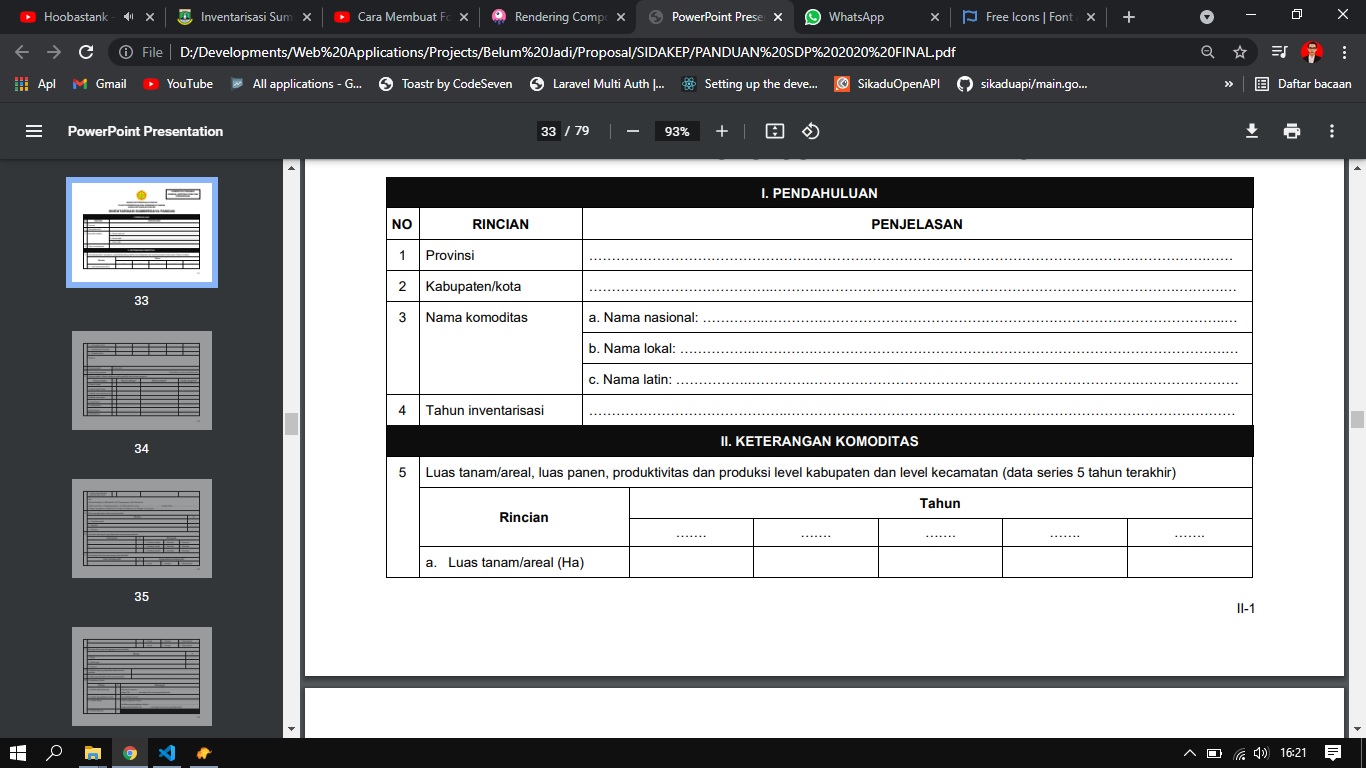 Hoobastank -
Inventarisasi Sum
Cara Membuat Fo
Rendering Compo
PowerPoint Prese
WhatsApp
Free Icons | Font
File
D:/Developments/Web%20Applications/Projects/Belum%20Jadi/Proposal/SIDAKEP/PANDUAN%20SDP%202020%20FINAL.pdf
Apl
Gmail
YouTube
All applications - G...
Toastr by CodeSeven
Laravel Multi Auth |...
Setting up the deve...
SikaduOpenAPI
sikaduapi/main.go...
»
Daftar bacaan
PowerPoint Presentation
33 / 79
93%
33
34
35
I. PENDAHULUAN
NO RINCIAN PENJELASAN
1 Provinsi ……………………………………………………
2 Kabupaten/kota ……………………………………………………
3 Nama komoditas a. Nama nasional: ……………………………………………
b. Nama lokal: ……………………………………………
c. Nama latin: ……………………………………………
4 Tahun inventarisasi ……………………………………………………
II. KETERANGAN KOMODITAS
5 Luas tanam/areal, luas panen, produktivitas dan produksi level kabupaten dan level kecamatan (data series 5 tahun terakhir)
Rincian
Tahun
……. ……. ……. ……. …….
a. Luas tanam/areal (Ha)
II-1
16:21